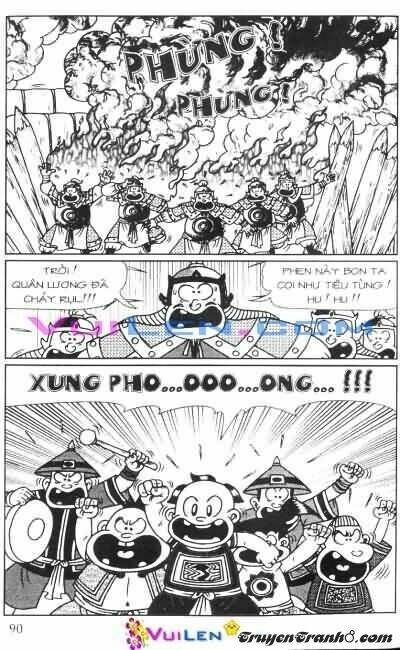 PHỪNG!
PHỪNG!
TRỜI!
QUÂN LƯƠNG ĐÃ
CHÁY RỤI!!!
PHEN NÀY BỌN TA
COI NHƯ TIÊU TÙNG!
HU! HU!!
VUILEN.COM
XUNG PHO...OOO...ONG...!!!
90
VUILEN
TruyenTranh8.com